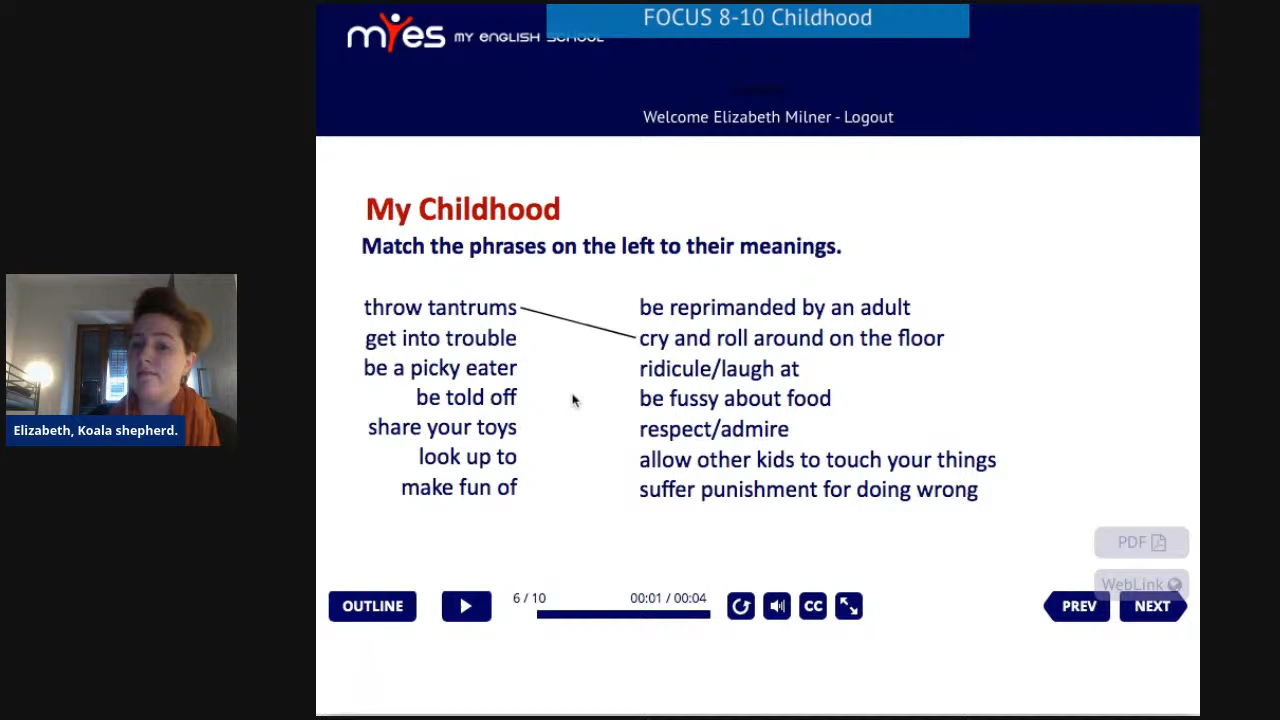 FOCUS 8-10 Childhood
myes MY ENGLISH SCHOOL
Welcome Elizabeth Milner - Logout
My Childhood
Match the phrases on the left to their meanings.
throw tantrums be reprimanded by an adult
get into trouble cry and roll around on the floor
be a picky eater ridicule/laugh at
be told off be fussy about food
share your toys respect/admire
look up to allow other kids to touch your things
make fun of suffer punishment for doing wrong
Elizabeth, Koala shepherd.
PDF
WebLink
OUTLINE 6 / 10 00:01 / 00:04 CC PREV NEXT